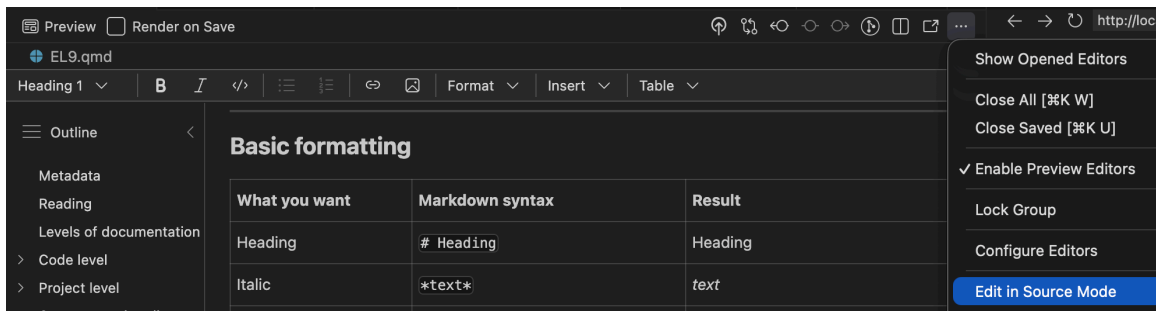 Preview Render on Save
http://loc
EL9.qmd
Heading 1 B I </> Format Insert Table
Outline
Metadata
Reading
Levels of documentation
Code level
Project level
Basic formatting
What you want Markdown syntax Result
Heading # Heading Heading
Italic *text* text
Show Opened Editors
Close All [⌘K W]
Close Saved [⌘K U]
✓ Enable Preview Editors
Lock Group
Configure Editors
Edit in Source Mode